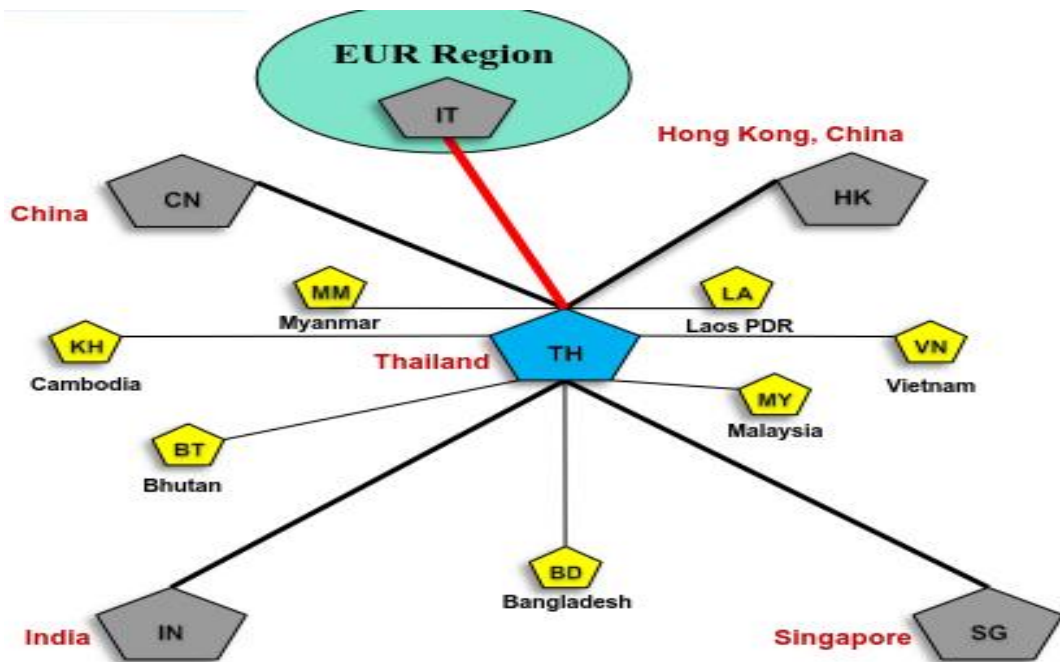 EUR Region
IT
Hong Kong, China
CN
HK
China
MM
LA
Myanmar
Laos PDR
KH
Thailand
TH
VN
Cambodia
Vietnam
MY
Malaysia
BT
Bhutan
BD
Bangladesh
India
IN
Singapore
SG